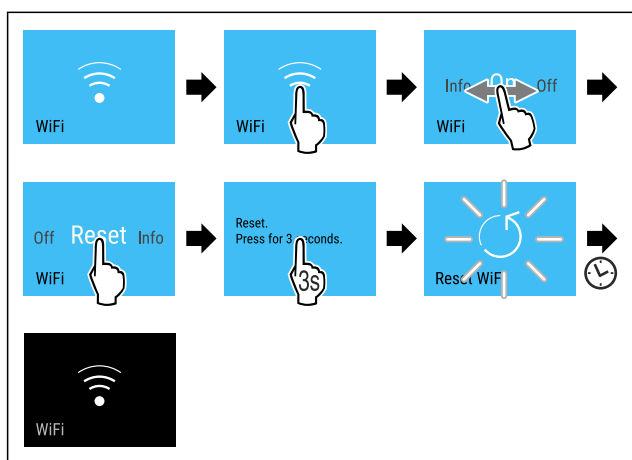 WiFi
WiFi
Info On Off
WiFi
Off Reset Info
WiFi
Reset.
Press for 3 seconds.
3s
Reset WiFi
WiFi